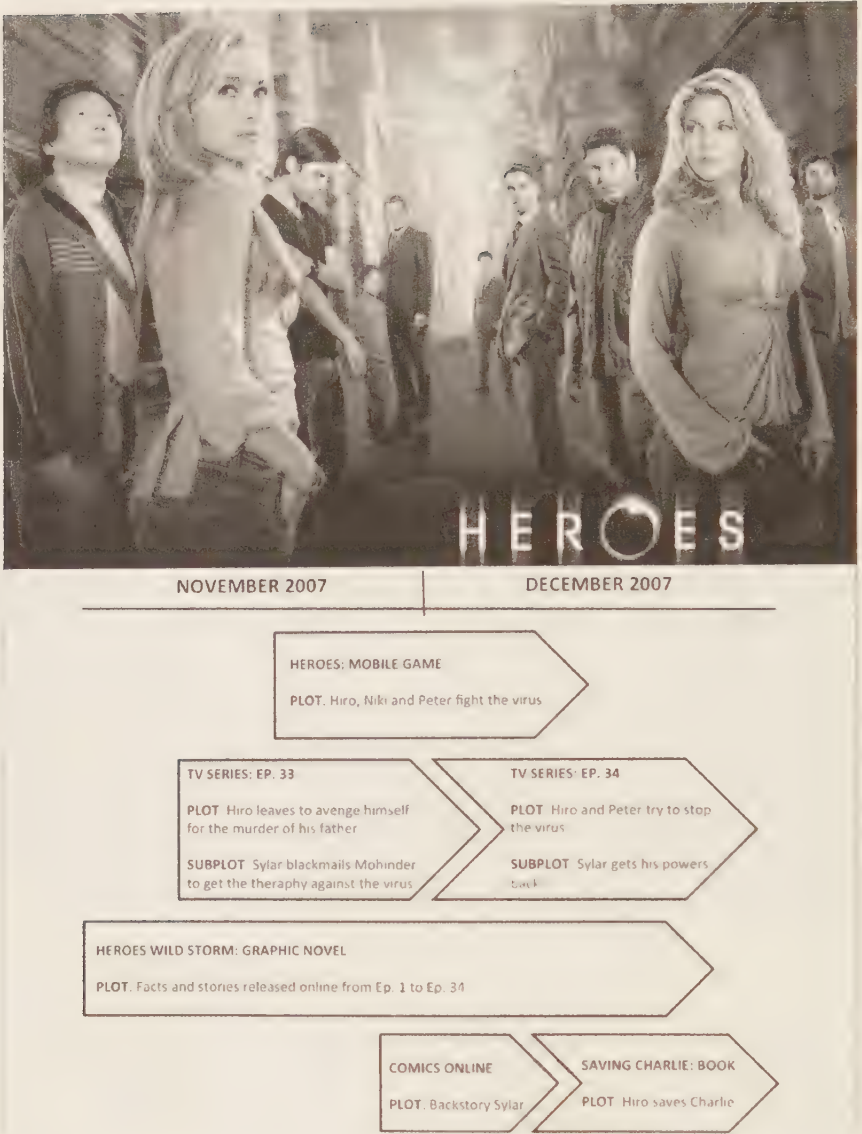 HEROES
NOVEMBER 2007
DECEMBER 2007
HEROES: MOBILE GAME
PLOT. Hiro, Niki and Peter fight the virus
TV SERIES: EP. 33
PLOT Hiro leaves to avenge himself
for the murder of his father
SUBPLOT Sylar blackmails Mohinder
to get the theraphy against the virus
TV SERIES: EP. 34
PLOT Hiro and Peter try to stop
the virus
SUBPLOT Sylar gets his powers
back
HEROES WILD STORM: GRAPHIC NOVEL
PLOT. Facts and stories released online from Ep. 1 to Ep. 34
COMICS ONLINE
PLOT. Backstory Sylar
SAVING CHARLIE: BOOK
PLOT Hiro saves Charlie